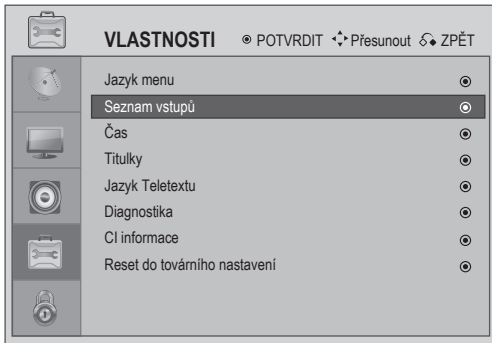 VLASTNOSTI POTVRDIT Přesunout ZPĚT
Jazyk menu
Seznam vstupů
Čas
Titulky
Jazyk Teletextu
Diagnostika
CI informace
Reset do továrního nastavení